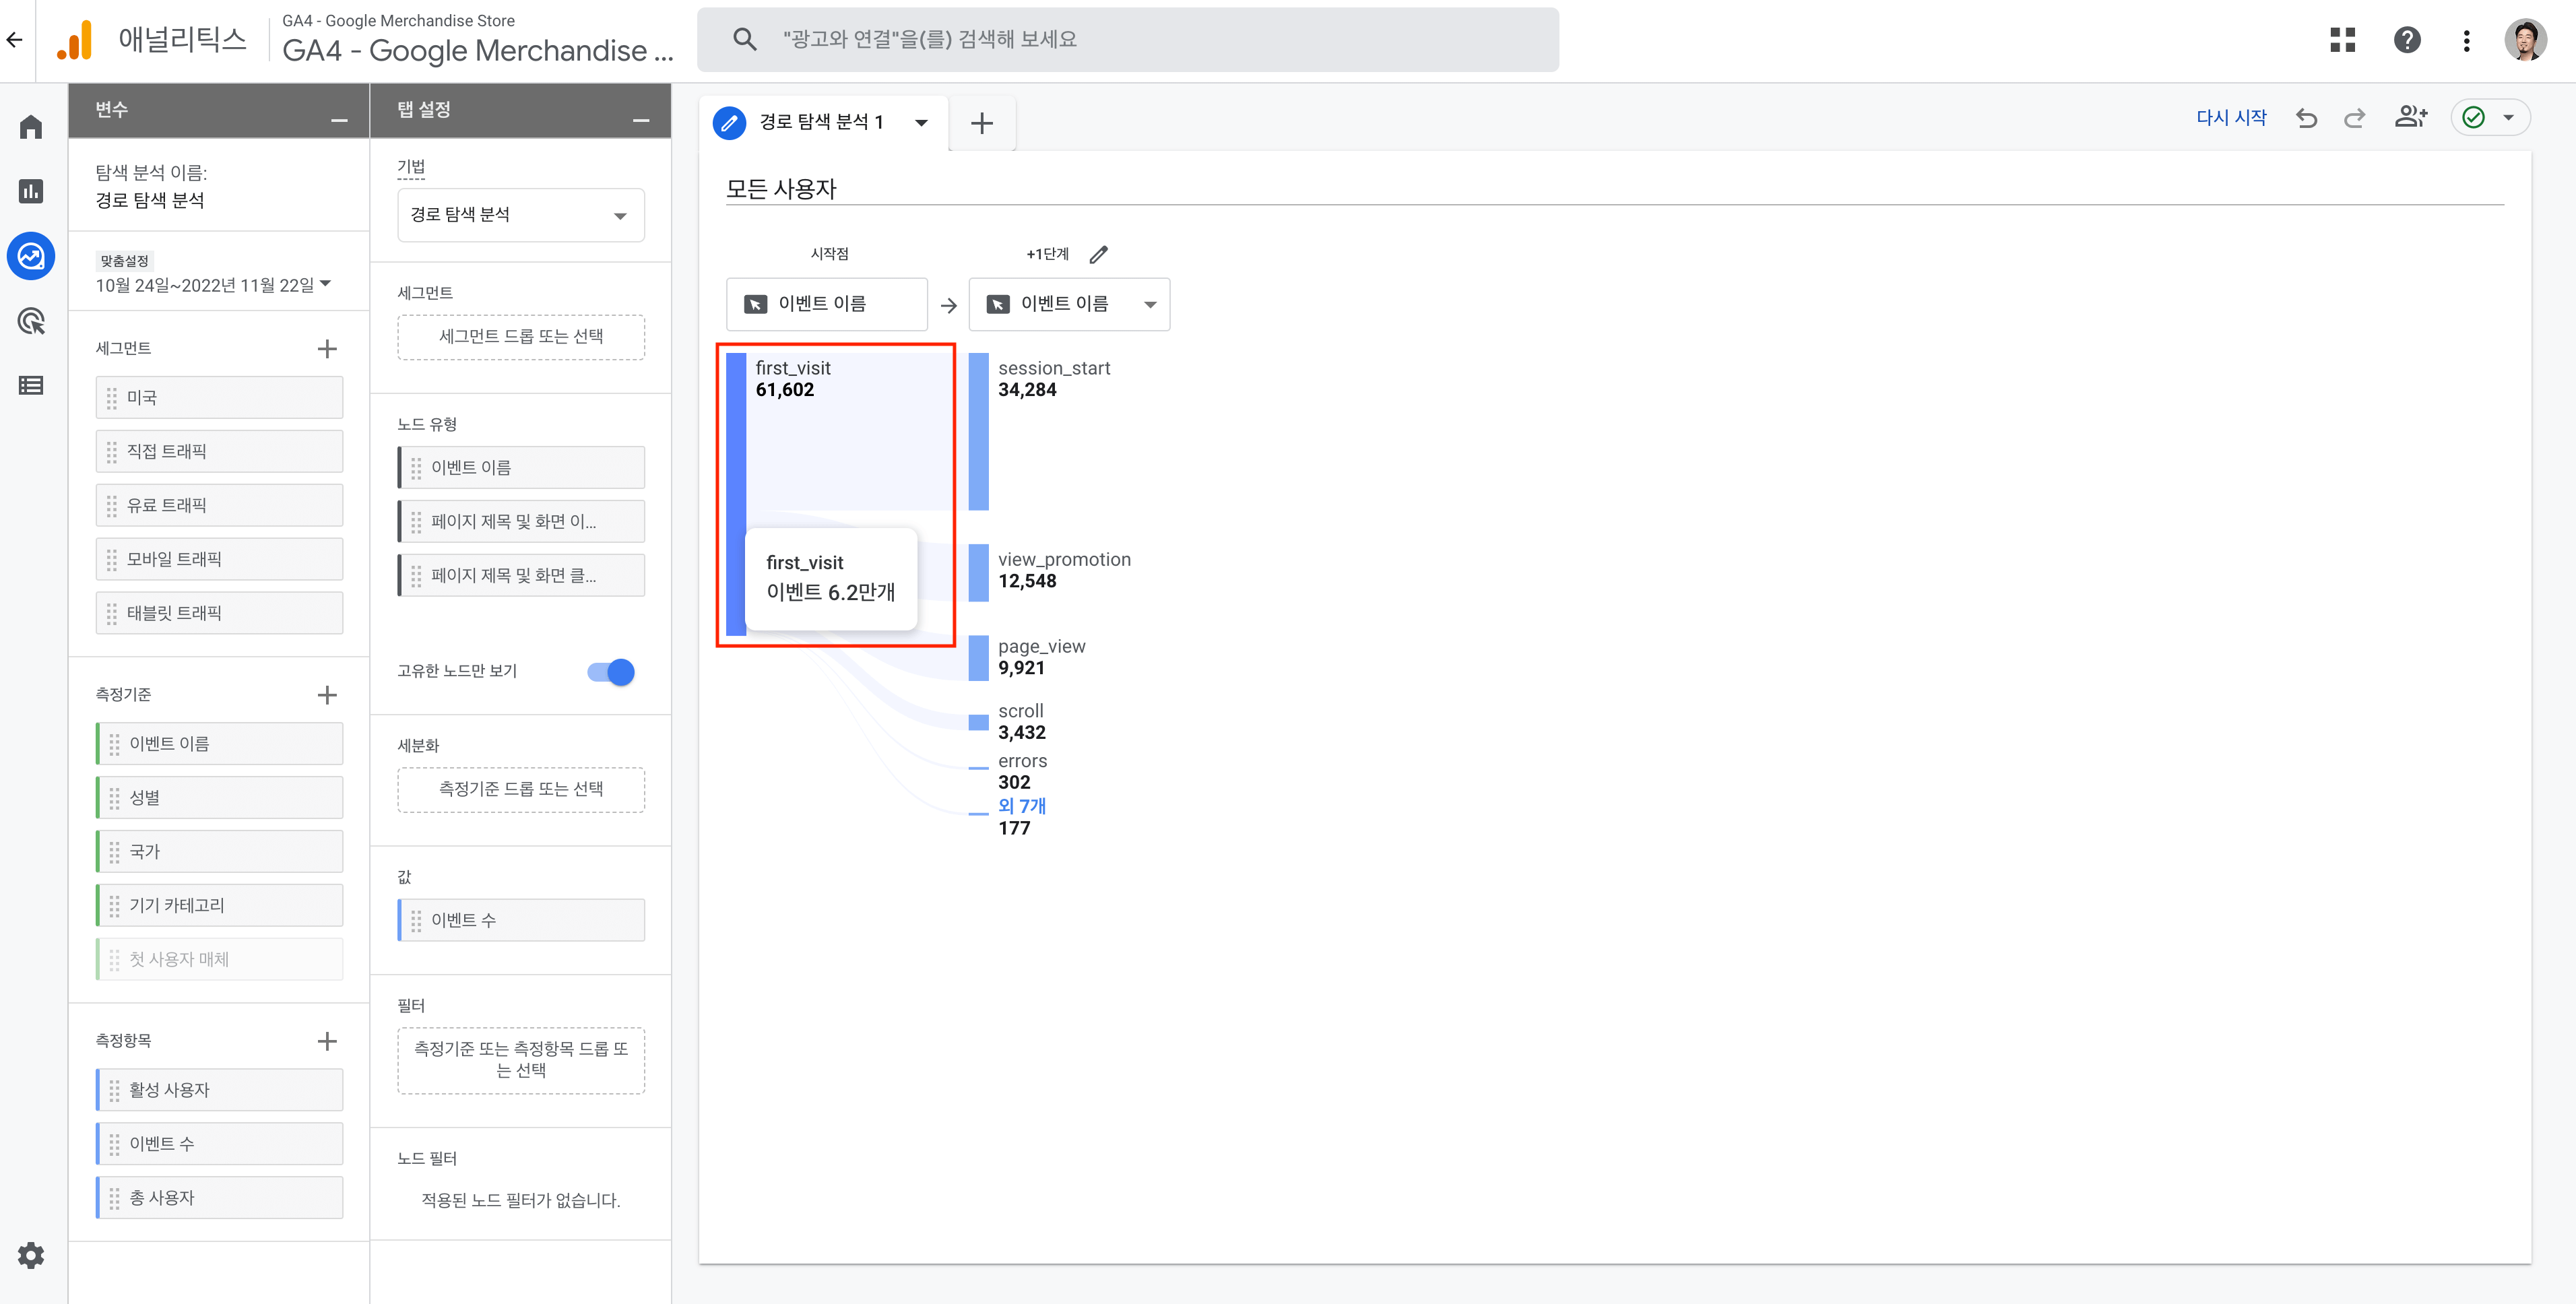 애널리틱스
GA4 - Google Merchandise Store
GA4 - Google Merchandise ...
"광고와 연결"을(를) 검색해 보세요
변수
탐색 분석 이름:
경로 탐색 분석
맞춤설정
10월 24일~2022년 11월 22일
세그먼트
미국
직접 트래픽
유료 트래픽
모바일 트래픽
태블릿 트래픽
측정기준
이벤트 이름
성별
국가
기기 카테고리
첫 사용자 매체
측정항목
활성 사용자
이벤트 수
총 사용자
탭 설정
기법
경로 탐색 분석
세그먼트
세그먼트 드롭 또는 선택
노드 유형
이벤트 이름
페이지 제목 및 화면 이...
페이지 제목 및 화면 클...
고유한 노드만 보기
세분화
측정기준 드롭 또는 선택
값
이벤트 수
필터
측정기준 또는 측정항목 드롭 또
는 선택
노드 필터
적용된 노드 필터가 없습니다.
경로 탐색 분석 1
다시 시작
모든 사용자
시작점
이벤트 이름
+1단계
이벤트 이름
first_visit
61,602
first_visit
이벤트 6.2만개
session_start
34,284
view_promotion
12,548
page_view
9,921
scroll
3,432
errors
302
외 7개
177